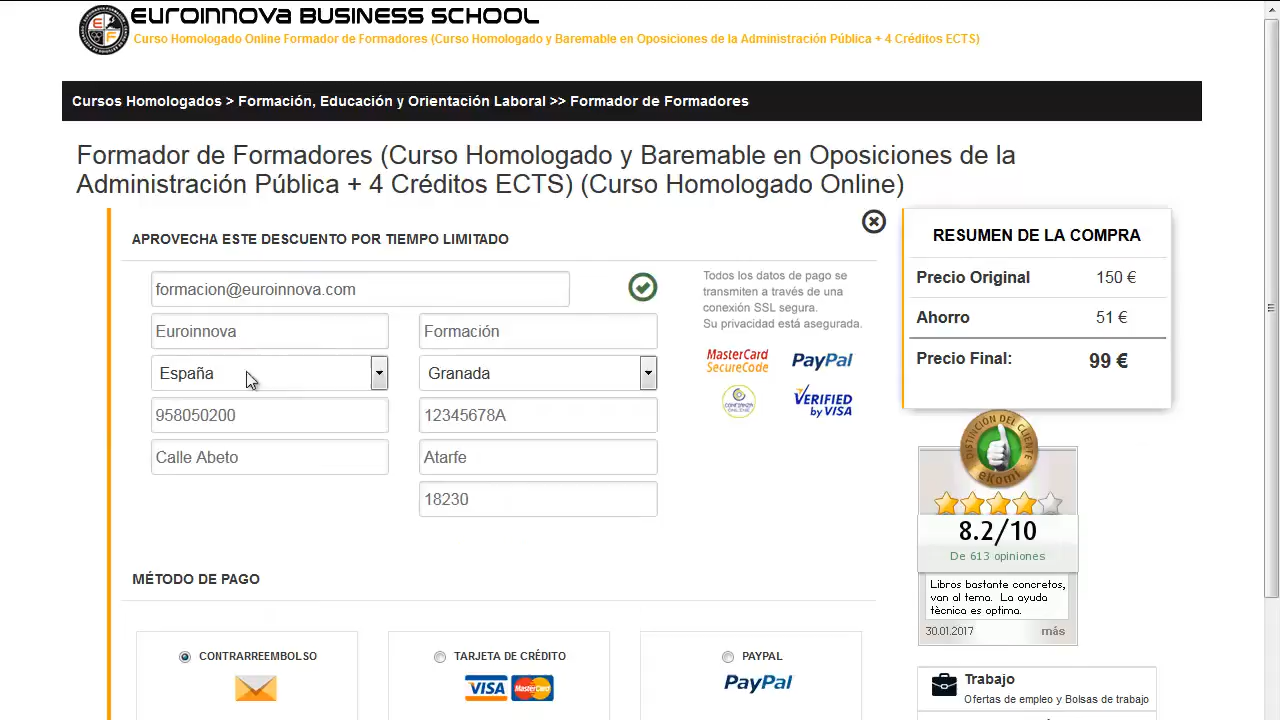 EUROINNOVA BUSINESS SCHOOL
Curso Homologado Online Formador de Formadores (Curso Homologado y Baremable en Oposiciones de la Administración Pública + 4 Créditos ECTS)
Cursos Homologados > Formación, Educación y Orientación Laboral >> Formador de Formadores
Formador de Formadores (Curso Homologado y Baremable en Oposiciones de la
Administración Pública + 4 Créditos ECTS) (Curso Homologado Online)
APROVECHA ESTE DESCUENTO POR TIEMPO LIMITADO
formacion@euroinnova.com
Euroinnova
Formación
España
Granada
958050200
12345678A
Calle Abeto
Atarfe
18230
Todos los datos de pago se
transmiten a través de una
conexión SSL segura.
Su privacidad está asegurada.
MasterCard
SecureCode
PayPal
CONFIANZA
ONLINE
VERIFIED
by VISA
RESUMEN DE LA COMPRA
Precio Original 150 €
Ahorro 51 €
Precio Final: 99 €
DISTINCIÓN DEL CLIENTE
eKomi
8.2/10
De 613 opiniones
Libros bastante concretos,
van al tema. La ayuda
tècnica es optima.
30.01.2017 más
MÉTODO DE PAGO
CONTRARREEMBOLSO
TARJETA DE CRÉDITO
VISA MasterCard
PAYPAL
PayPal
Trabajo
Ofertas de empleo y Bolsas de trabajo